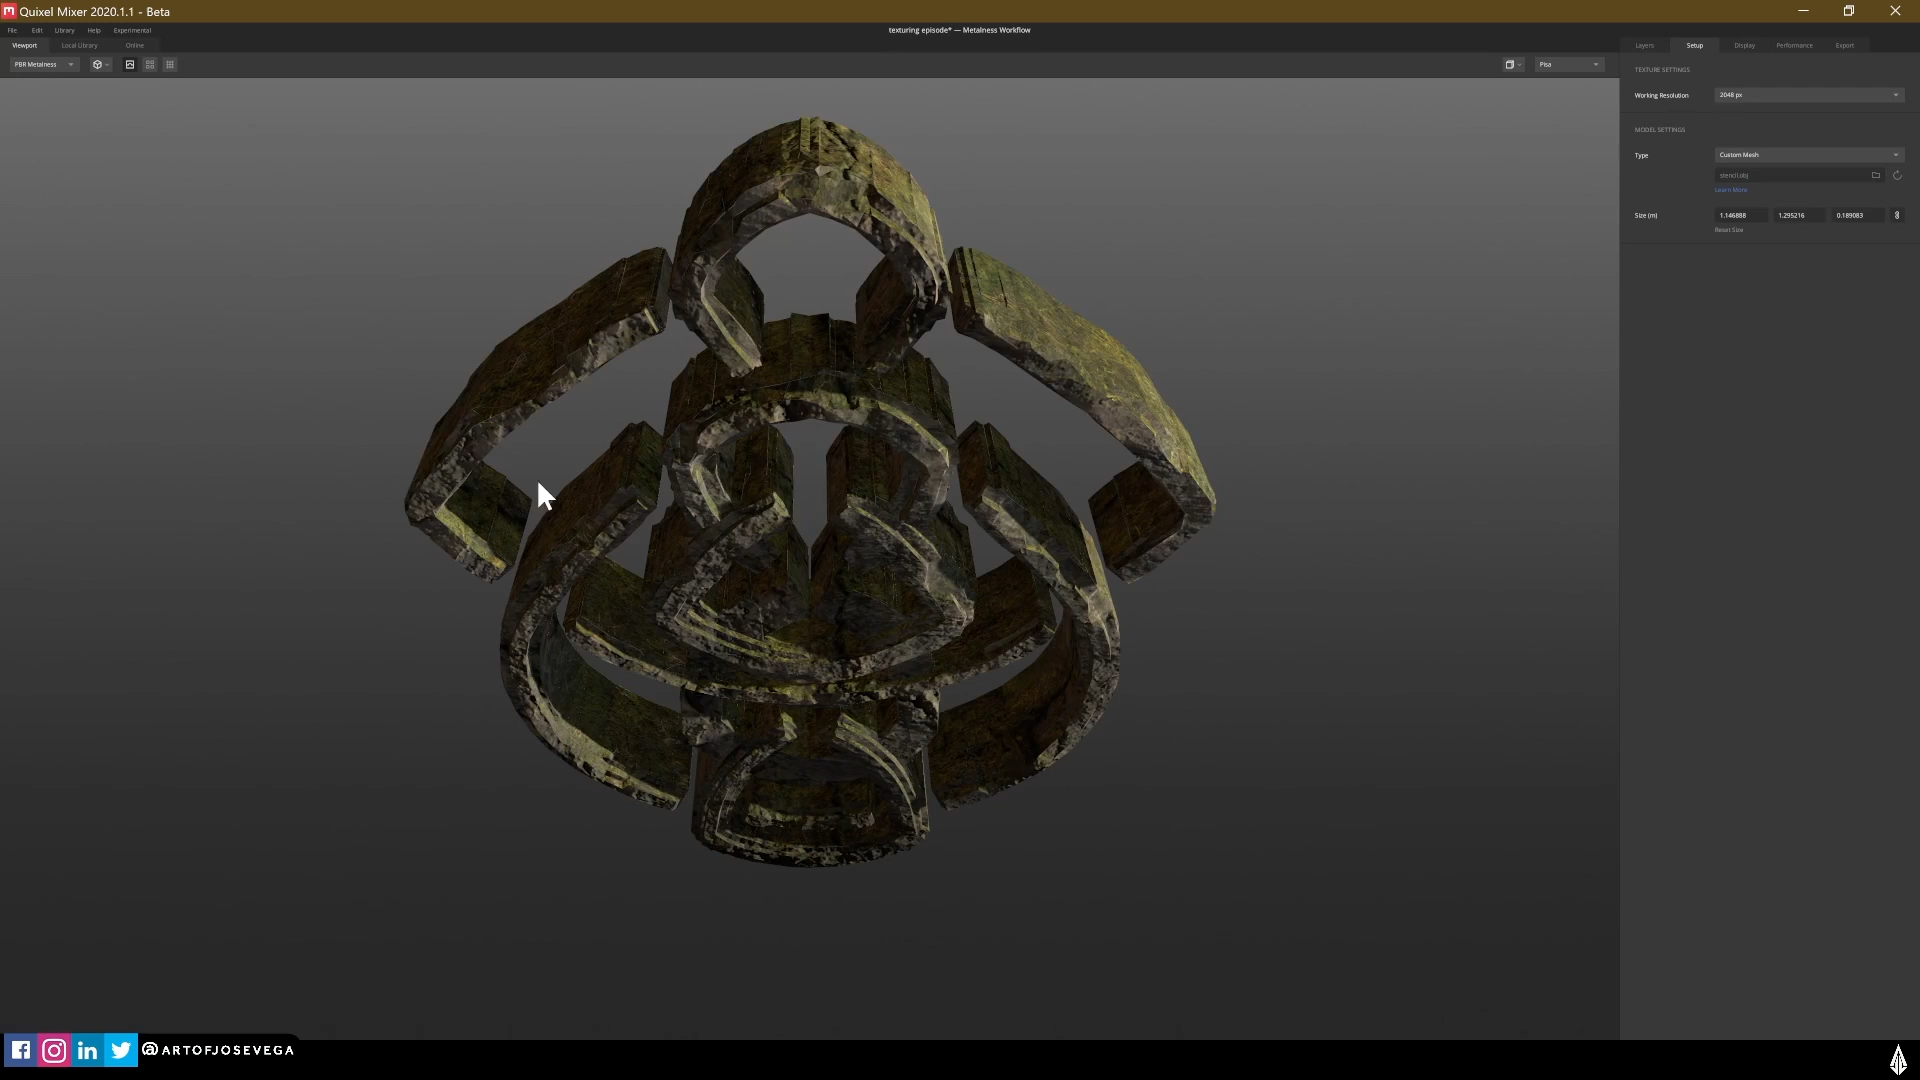 Quixel Mixer 2020.1.1 - Beta
File Edit Library Help Experimental
texturing episode* — Metalness Workflow
Viewport Local Library Online
Layers Setup Display Performance Export
PBR Metalness
Pisa
TEXTURE SETTINGS
Working Resolution 2048 px
MODEL SETTINGS
Type Custom Mesh
stencil.obj
Learn More
Size (m) 1.146888 1.295216 0.189083
Reset Size
@ARTOFJOSEVEGA